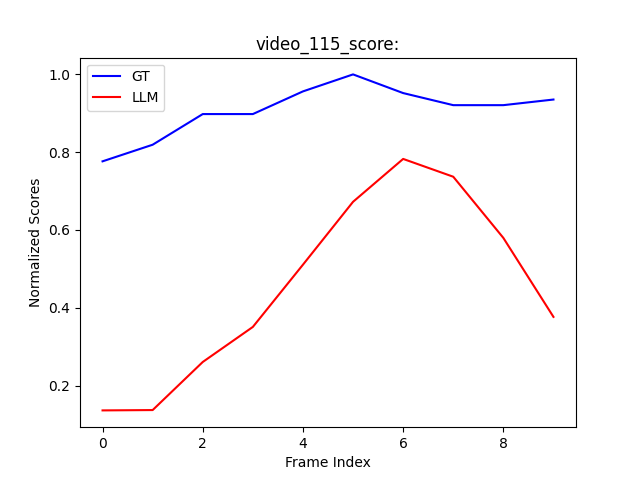 video_115_score:
GT
LLM
Normalized Scores
1.0
0.8
0.6
0.4
0.2
0 2 4 6 8
Frame Index